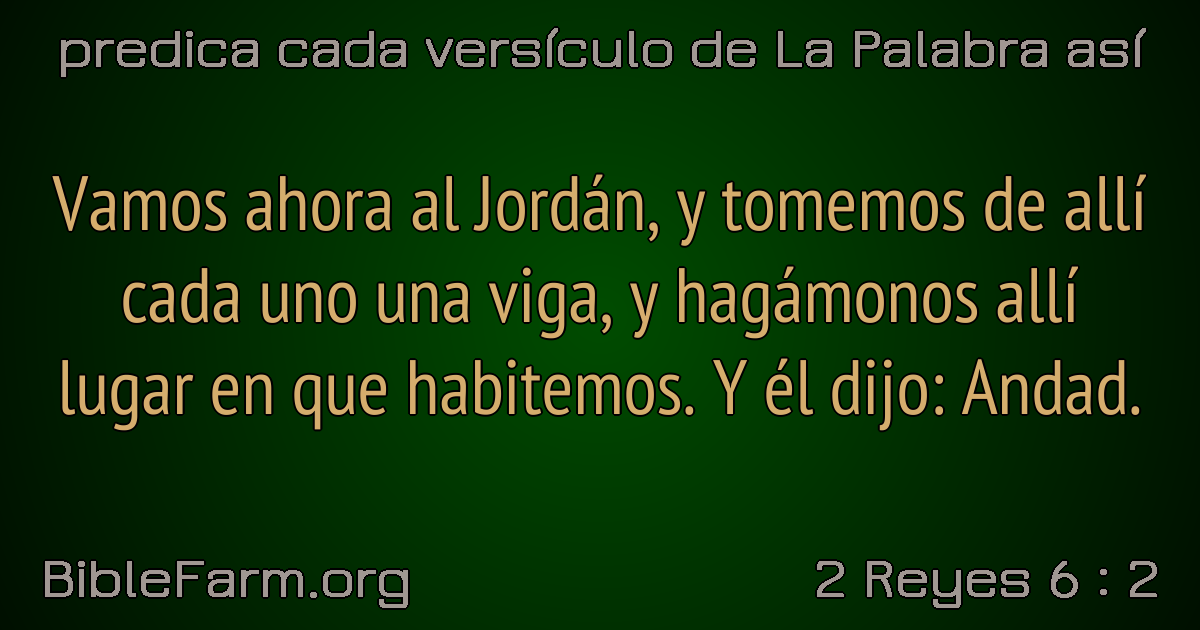 predica cada versículo de La Palabra así
Vamos ahora al Jordán, y tomemos de allí
cada uno una viga, y hagámonos allí
lugar en que habitemos. Y él dijo: Andad.
BibleFarm.org
2 Reyes 6 : 2